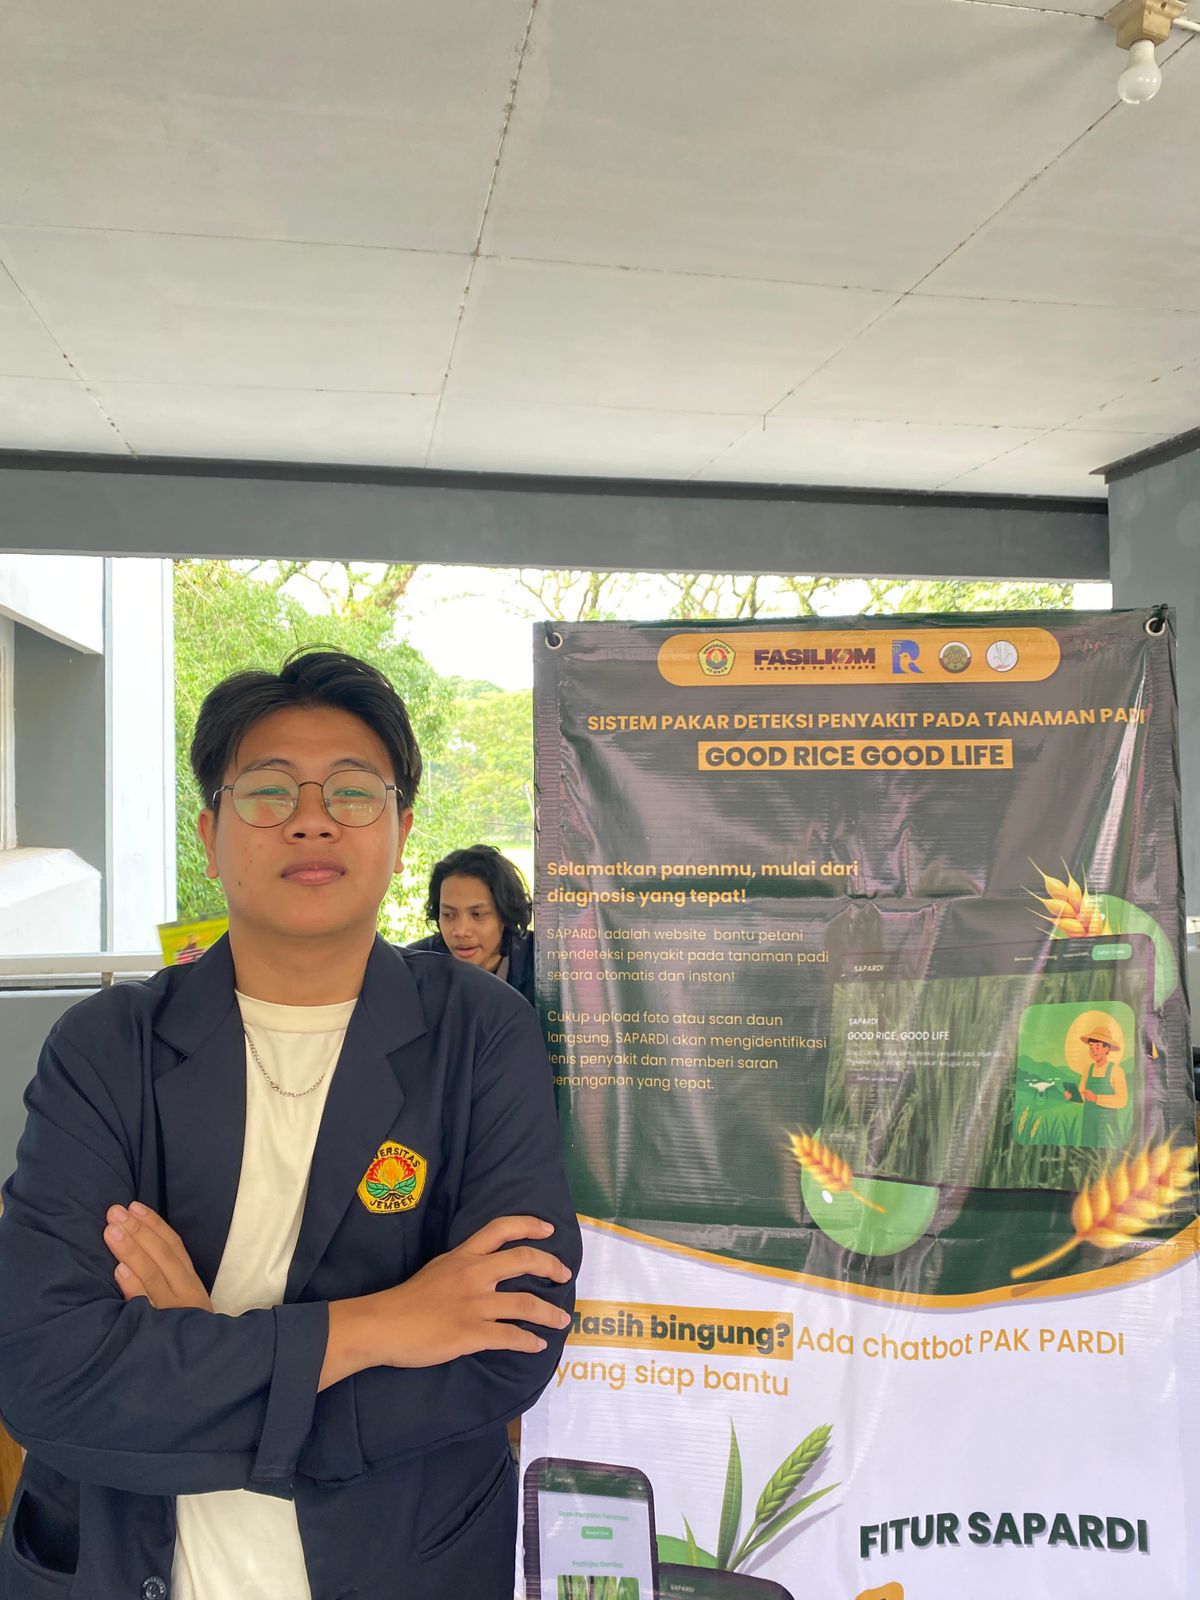 FASILKOM
INNOVATE TO ELEVATE
SISTEM PAKAR DETEKSI PENYAKIT PADA TANAMAN PADI
GOOD RICE GOOD LIFE
Selamatkan panenmu, mulai dari
diagnosis yang tepat!
SAPARDI adalah website bantu petani
mendeteksi penyakit pada tanaman padi
secara otomatis dan instan!
Cukup upload foto atau scan daun
langsung, SAPARDI akan mengidentifikasi
jenis penyakit dan memberi saran
penanganan yang tepat.
SAPARDI
SAPARDI
GOOD RICE, GOOD LIFE
UNIVERSITAS
JEMBER
Masih bingung? Ada chatbot PAK PARDI
yang siap bantu
FITUR SAPARDI
SAPARDI